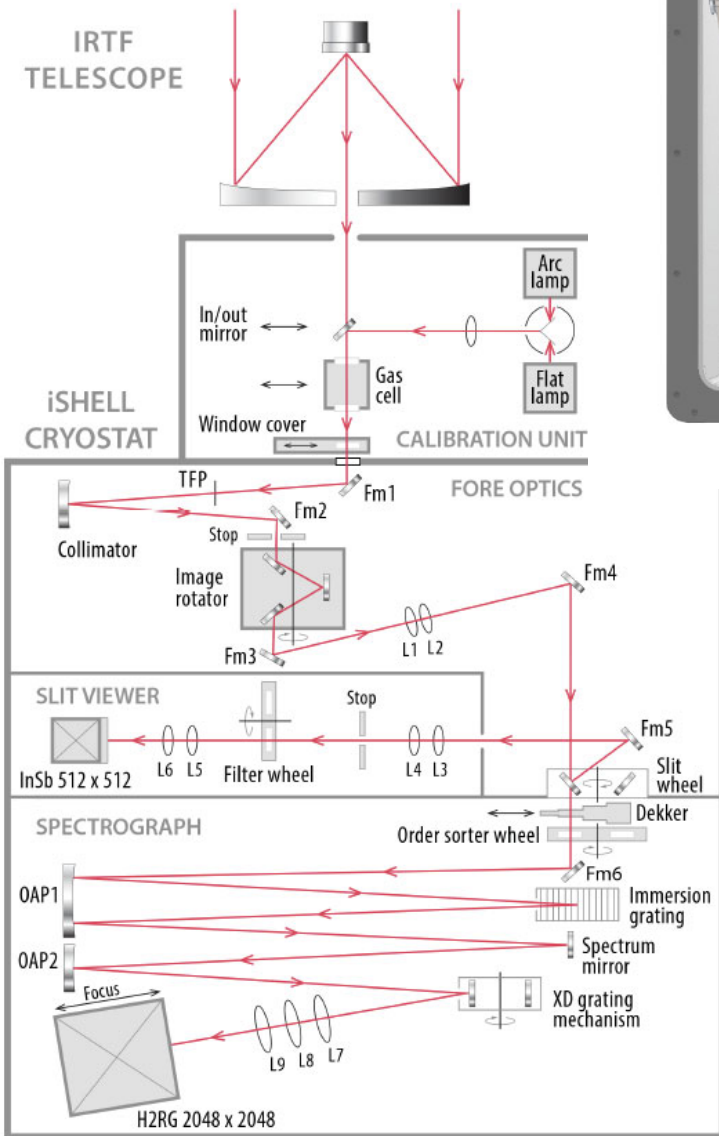 IRTF
TELESCOPE
Arc
lamp
In/out
mirror
Gas
cell
Flat
lamp
iSHELL
CRYOSTAT
Window cover
CALIBRATION UNIT
TFP
Fm1
FORE OPTICS
Fm2
Collimator
Stop
Image
rotator
Fm4
L1
L2
Fm3
SLIT VIEWER
Stop
Fm5
InSb 512 x 512
L6
L5
Filter wheel
L4
L3
Slit
wheel
Dekker
SPECTROGRAPH
Order sorter wheel
Fm6
OAP1
Immersion
grating
OAP2
Spectrum
mirror
Focus
XD grating
mechanism
L9
L8
L7
H2RG 2048 x 2048